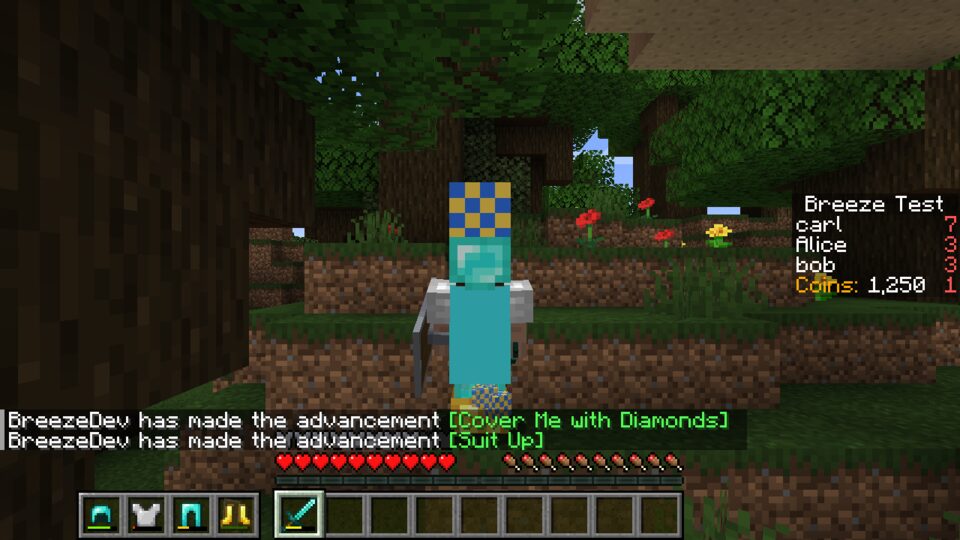 Breeze Test
carl 7
Alice 3
bob 3
Coins: 1,250 1
BreezeDev has made the advancement [Cover Me with Diamonds]
BreezeDev has made the advancement [Suit Up]